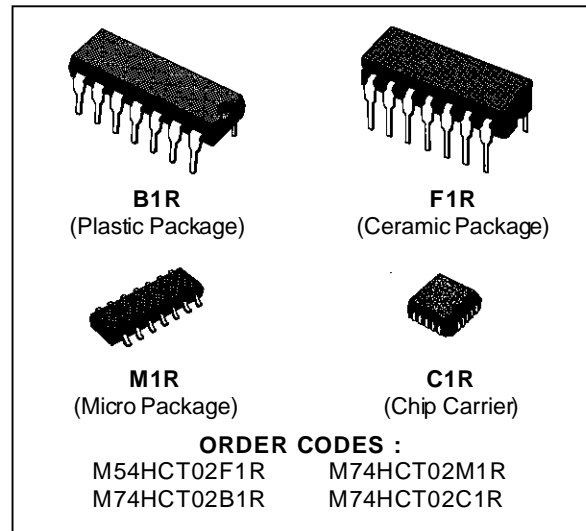 B1R
(Plastic Package)
F1R
(Ceramic Package)
M1R
(Micro Package)
C1R
(Chip Carrier)
ORDER CODES :
M54HCT02F1R M74HCT02M1R
M74HCT02B1R M74HCT02C1R